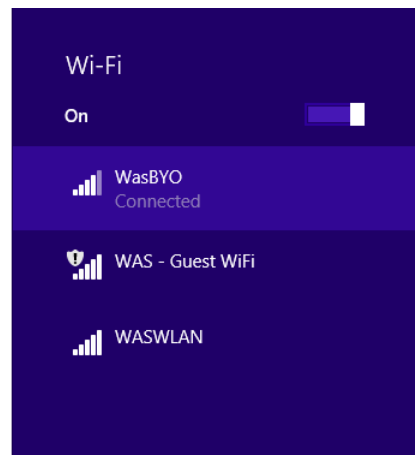 Wi-Fi
On
WasBYO
Connected
WAS - Guest WiFi
WASWLAN